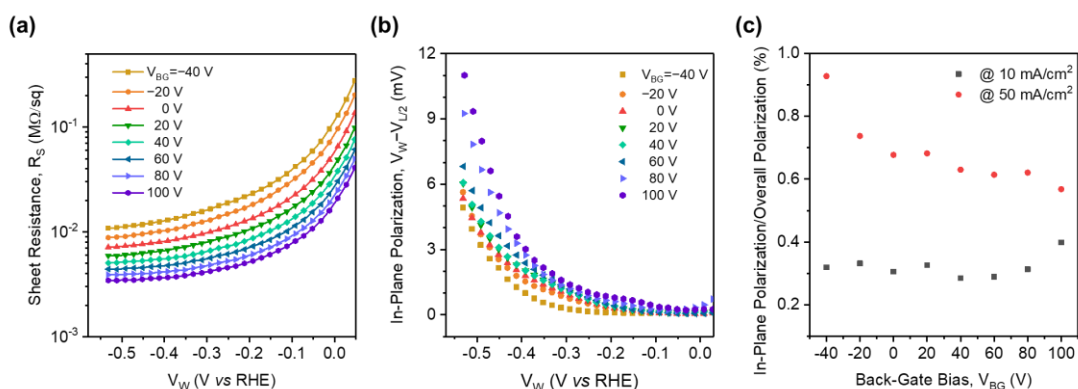 (a)
Sheet Resistance, R_S (MΩ/sq)
10⁻¹
10⁻²
10⁻³
V_BG=−40 V
−20 V
0 V
20 V
40 V
60 V
80 V
100 V
-0.5 -0.4 -0.3 -0.2 -0.1 0.0
V_W (V vs RHE)
(b)
In-Plane Polarization, V_W−V_L/2 (mV)
12
9
6
3
0
V_BG=−40 V
−20 V
0 V
20 V
40 V
60 V
80 V
100 V
-0.5 -0.4 -0.3 -0.2 -0.1 0.0
V_W (V vs RHE)
(c)
In-Plane Polarization/Overall Polarization (%)
1.0
0.8
0.6
0.4
0.2
@ 10 mA/cm²
@ 50 mA/cm²
-40 -20 0 20 40 60 80 100
Back-Gate Bias, V_BG (V)